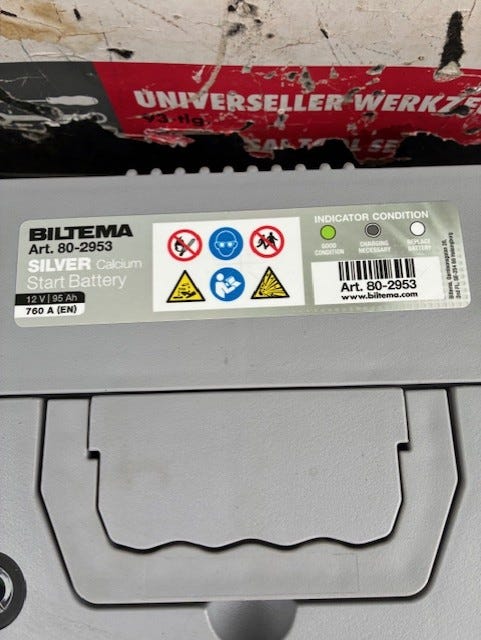 UNIVERSELLER WERKZE
BILTEMA
Art. 80-2953
SILVER Calcium
Start Battery
12 V | 95 Ah
760 A (EN)
INDICATOR CONDITION
GOOD CONDITION
CHARGING NECESSARY
REPLACE BATTERY
Art. 80-2953
www.biltema.com